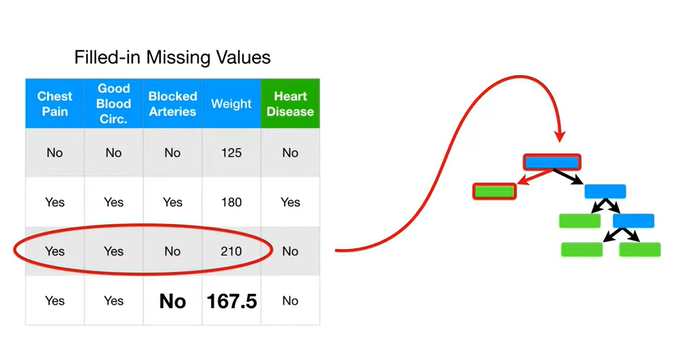 Filled-in Missing Values
Chest Pain Good Blood Circ. Blocked Arteries Weight Heart Disease
No No No 125 No
Yes Yes Yes 180 Yes
Yes Yes No 210 No
Yes Yes No 167.5 No